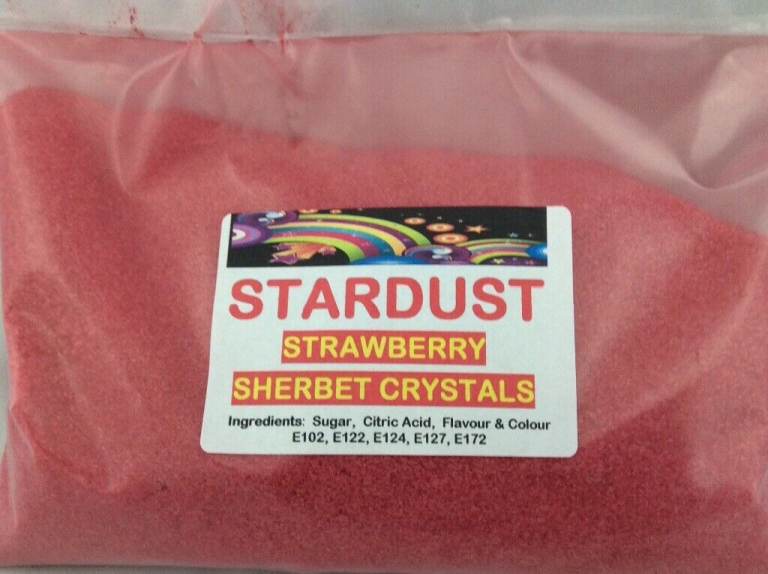 STARDUST
STRAWBERRY
SHERBET CRYSTALS
Ingredients: Sugar, Citric Acid, Flavour & Colour
E102, E122, E124, E127, E172